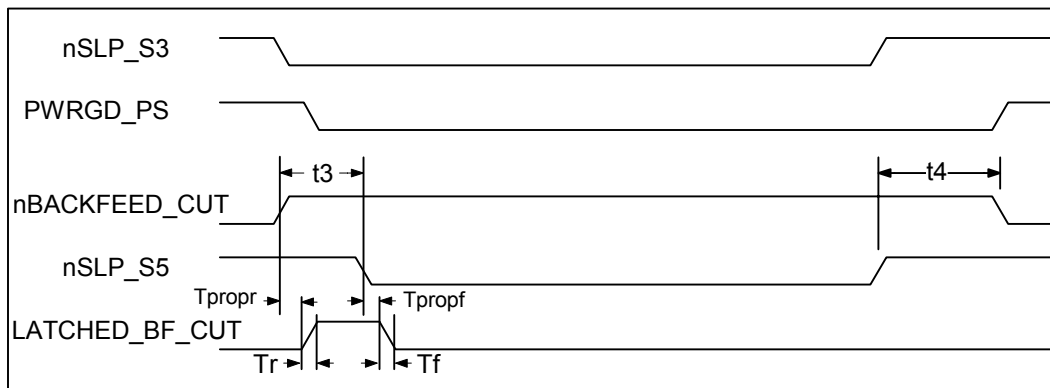 nSLP_S3
PWRGD_PS
t3
t4
nBACKFEED_CUT
nSLP_S5
Tpropr
Tpropf
LATCHED_BF_CUT
Tr
Tf